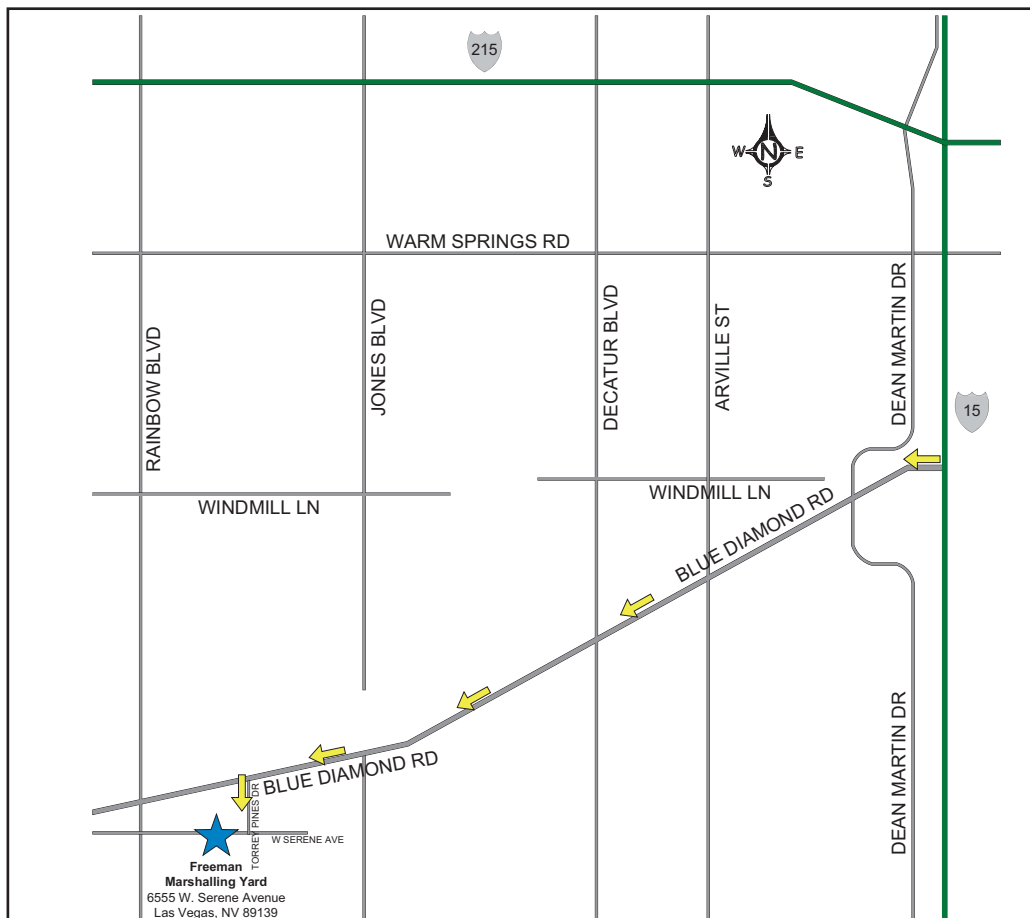 215
W N E
S
WARM SPRINGS RD
RAINBOW BLVD
JONES BLVD
DECATUR BLVD
ARVILLE ST
DEAN MARTIN DR
15
WINDMILL LN
WINDMILL LN
BLUE DIAMOND RD
BLUE DIAMOND RD
DEAN MARTIN DR
TORREY PINES DR
W SERENE AVE
Freeman
Marshalling Yard
6555 W. Serene Avenue
Las Vegas, NV 89139